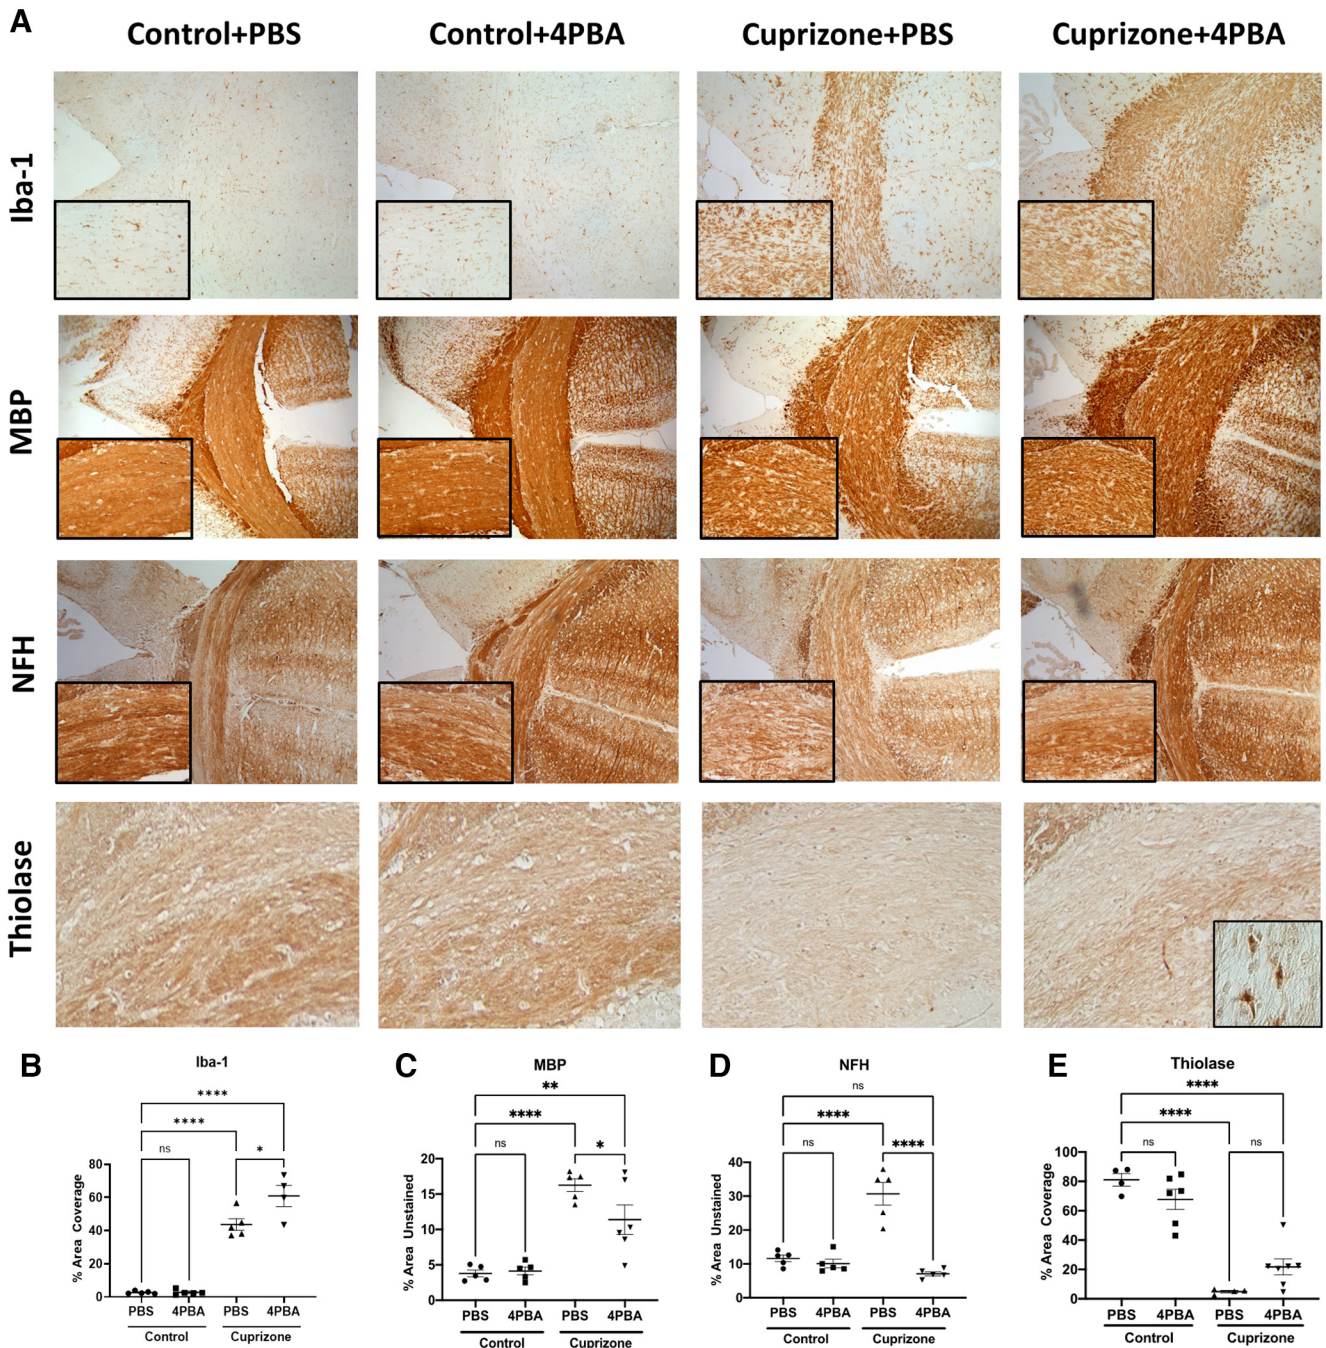 A
Control+PBS
Control+4PBA
Cuprizone+PBS
Cuprizone+4PBA
Iba-1
MBP
NFH
Thiolase
B
Iba-1
****
****
ns
*
80
60
40
20
0
% Area Coverage
PBS
4PBA
PBS
4PBA
Control
Cuprizone
C
MBP
**
****
ns
*
20
15
10
5
0
% Area Unstained
PBS
4PBA
PBS
4PBA
Control
Cuprizone
D
NFH
ns
****
ns
****
40
30
20
10
0
% Area Unstained
PBS
4PBA
PBS
4PBA
Control
Cuprizone
E
Thiolase
****
****
ns
ns
100
80
60
40
20
0
% Area Coverage
PBS
4PBA
PBS
4PBA
Control
Cuprizone